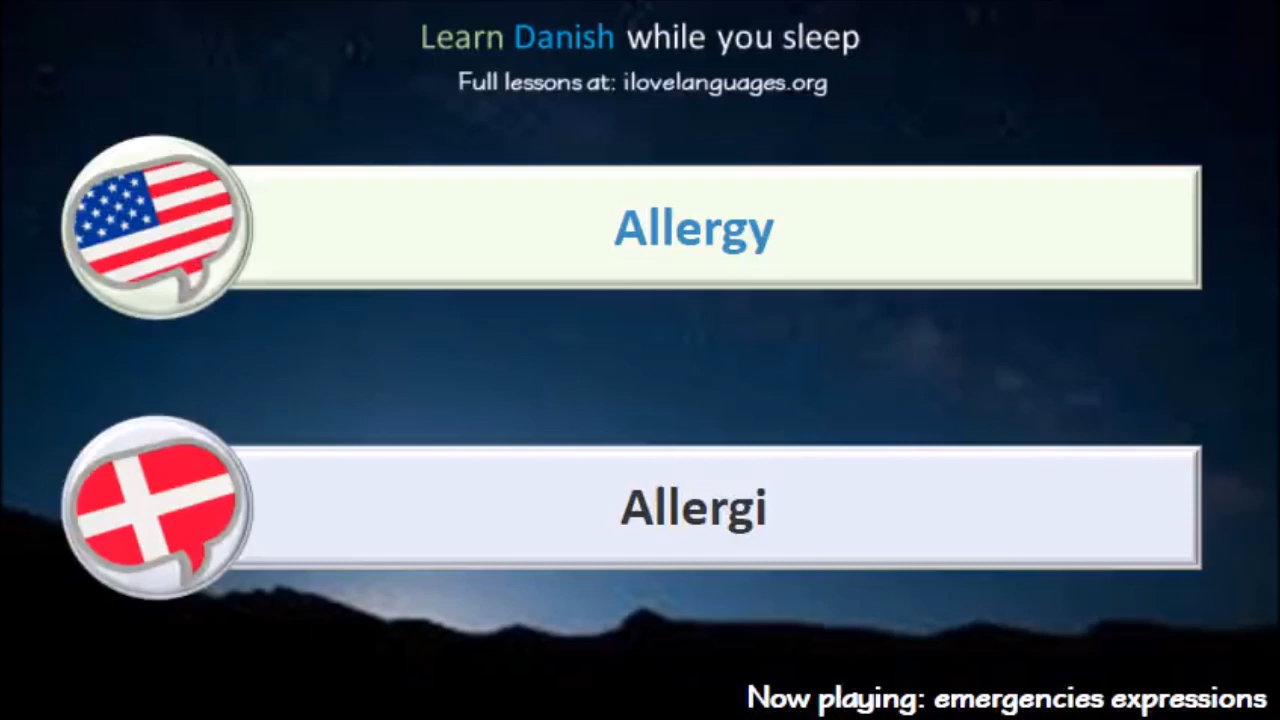 Learn Danish while you sleep
Full lessons at: ilovelanguages.org
Allergy
Allergi
Now playing: emergencies expressions